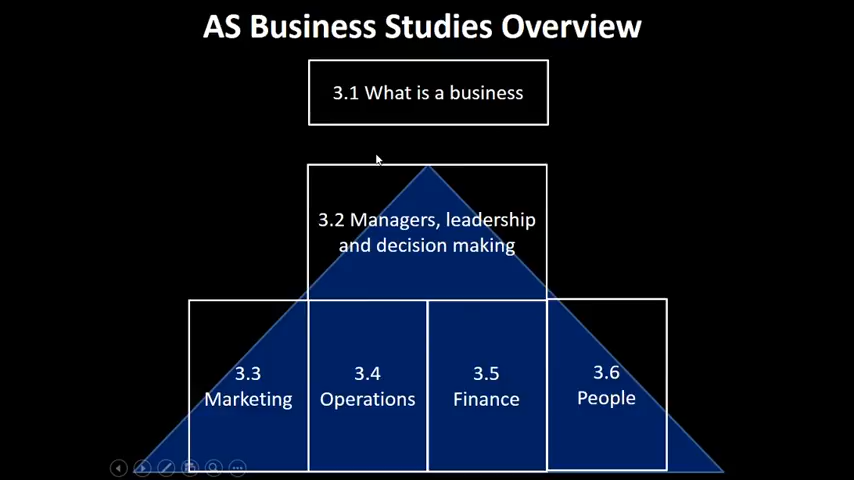 AS Business Studies Overview
3.1 What is a business
3.2 Managers, leadership
and decision making
3.3
Marketing
3.4
Operations
3.5
Finance
3.6
People